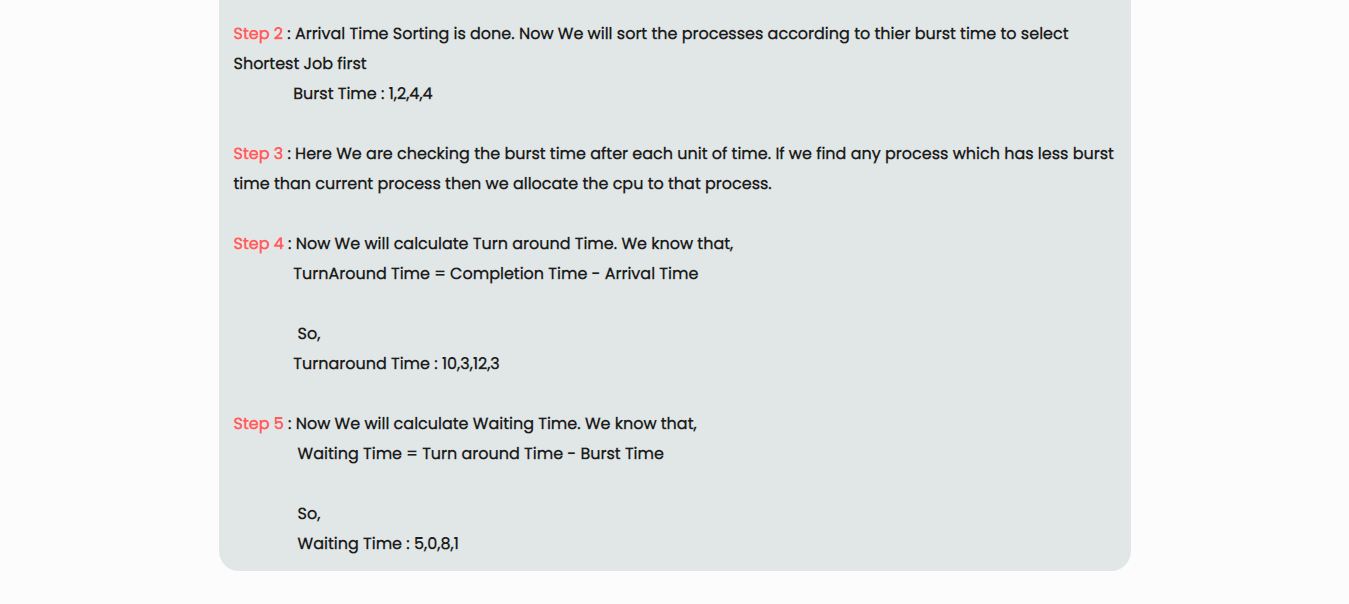 Step 2 : Arrival Time Sorting is done. Now We will sort the processes according to thier burst time to select
Shortest Job first
Burst Time : 1,2,4,4
Step 3 : Here We are checking the burst time after each unit of time. If we find any process which has less burst
time than current process then we allocate the cpu to that process.
Step 4 : Now We will calculate Turn around Time. We know that,
TurnAround Time = Completion Time - Arrival Time
So,
Turnaround Time : 10,3,12,3
Step 5 : Now We will calculate Waiting Time. We know that,
Waiting Time = Turn around Time - Burst Time
So,
Waiting Time : 5,0,8,1